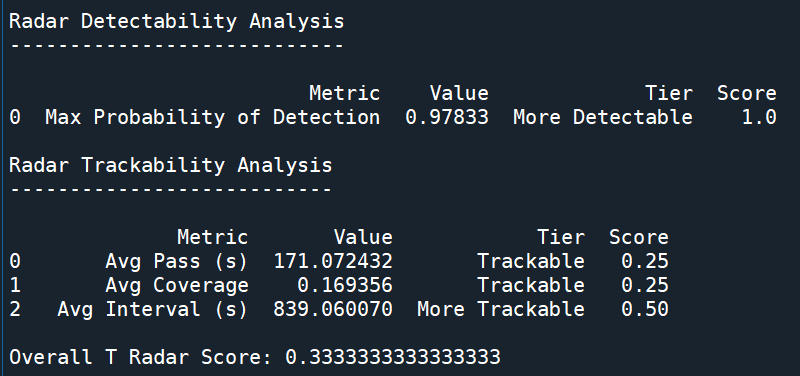 Radar Detectability Analysis
----------------------------
Metric Value Tier Score
0 Max Probability of Detection 0.97833 More Detectable 1.0
Radar Trackability Analysis
---------------------------
Metric Value Tier Score
0 Avg Pass (s) 171.072432 Trackable 0.25
1 Avg Coverage 0.169356 Trackable 0.25
2 Avg Interval (s) 839.060070 More Trackable 0.50
Overall T Radar Score: 0.3333333333333333